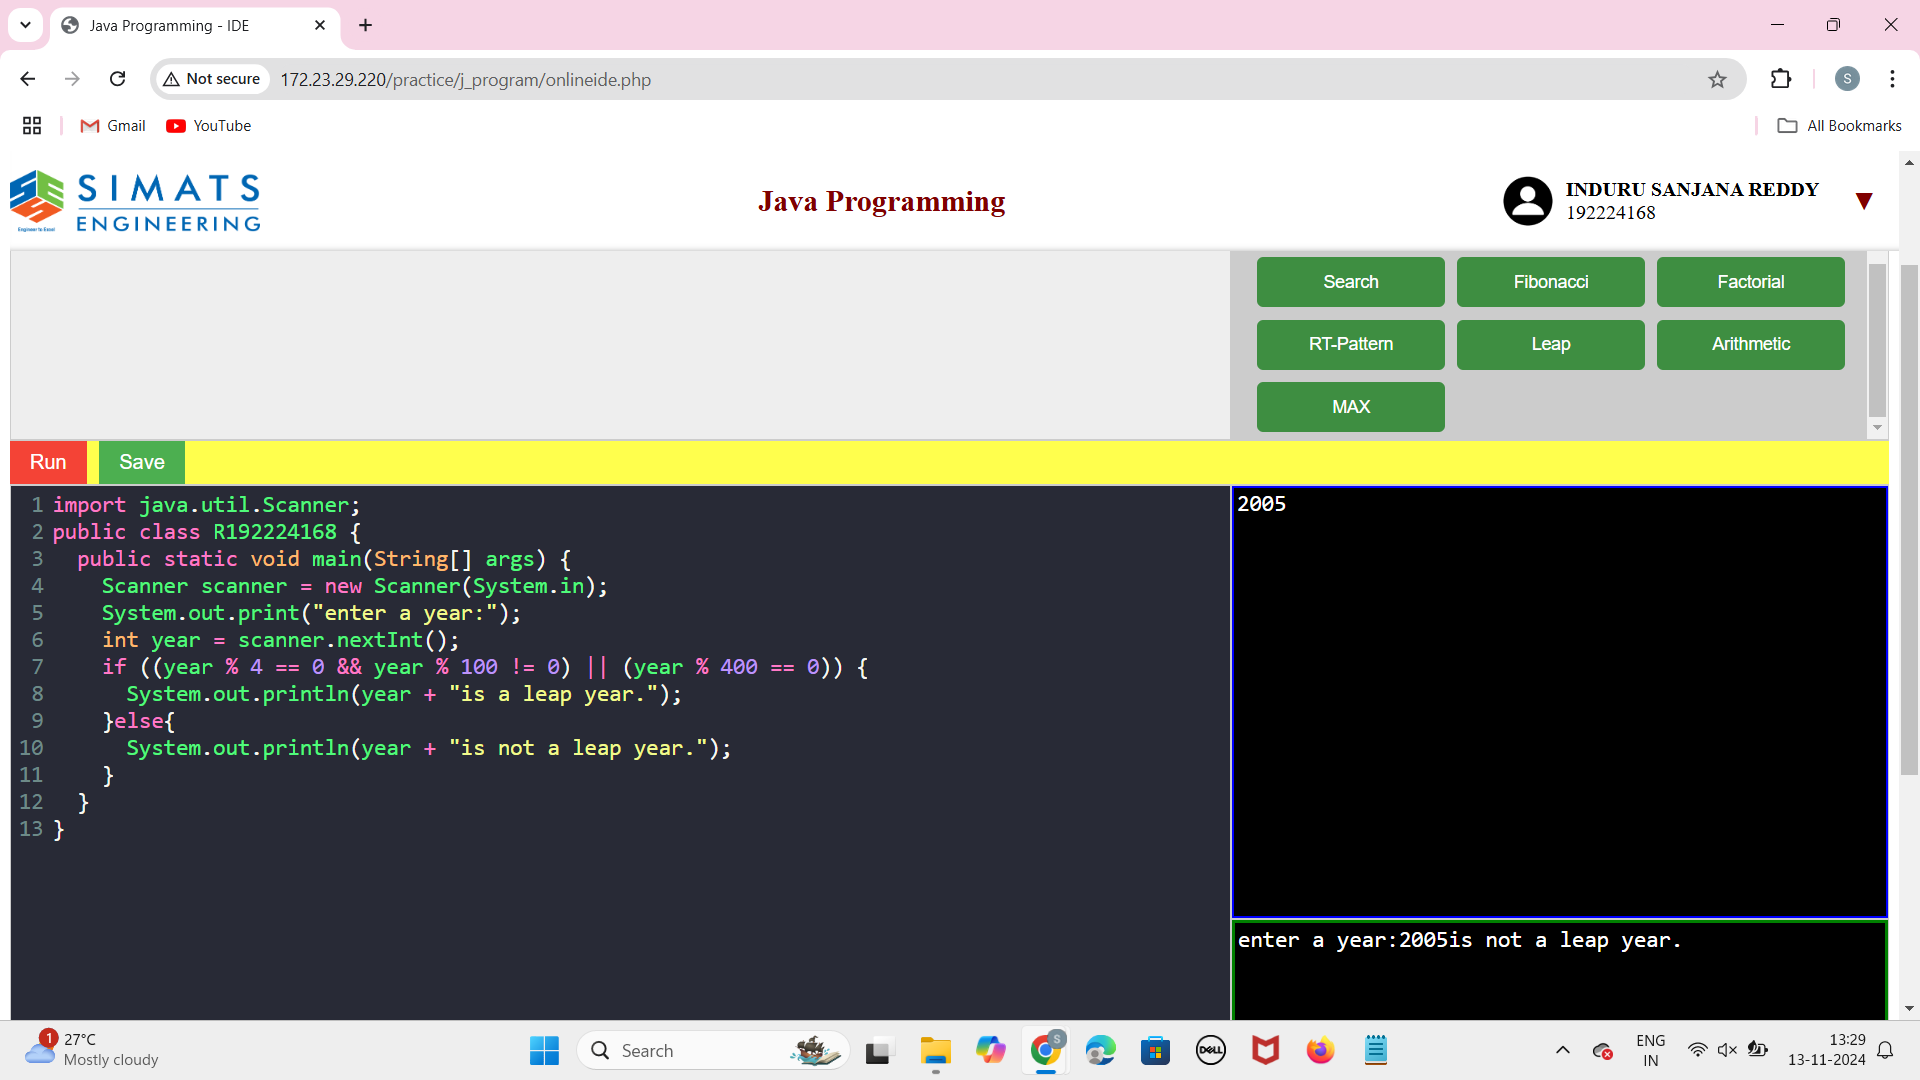 Java Programming - IDE
Not secure
172.23.29.220/practice/j_program/onlineide.php
S
Gmail
YouTube
All Bookmarks
SIMATS
ENGINEERING
Engineer to Excel
Java Programming
INDURU SANJANA REDDY
192224168
Search
Fibonacci
Factorial
RT-Pattern
Leap
Arithmetic
MAX
Run
Save
1 import java.util.Scanner;
2 public class R192224168 {
3   public static void main(String[] args) {
4     Scanner scanner = new Scanner(System.in);
5     System.out.print("enter a year:");
6     int year = scanner.nextInt();
7     if ((year % 4 == 0 && year % 100 != 0) || (year % 400 == 0)) {
8       System.out.println(year + "is a leap year.");
9     }else{
10       System.out.println(year + "is not a leap year.");
11     }
12   }
13 }
2005
enter a year:2005is not a leap year.
1
27°C
Mostly cloudy
Search
S
DELL
ENG
IN
13:29
13-11-2024